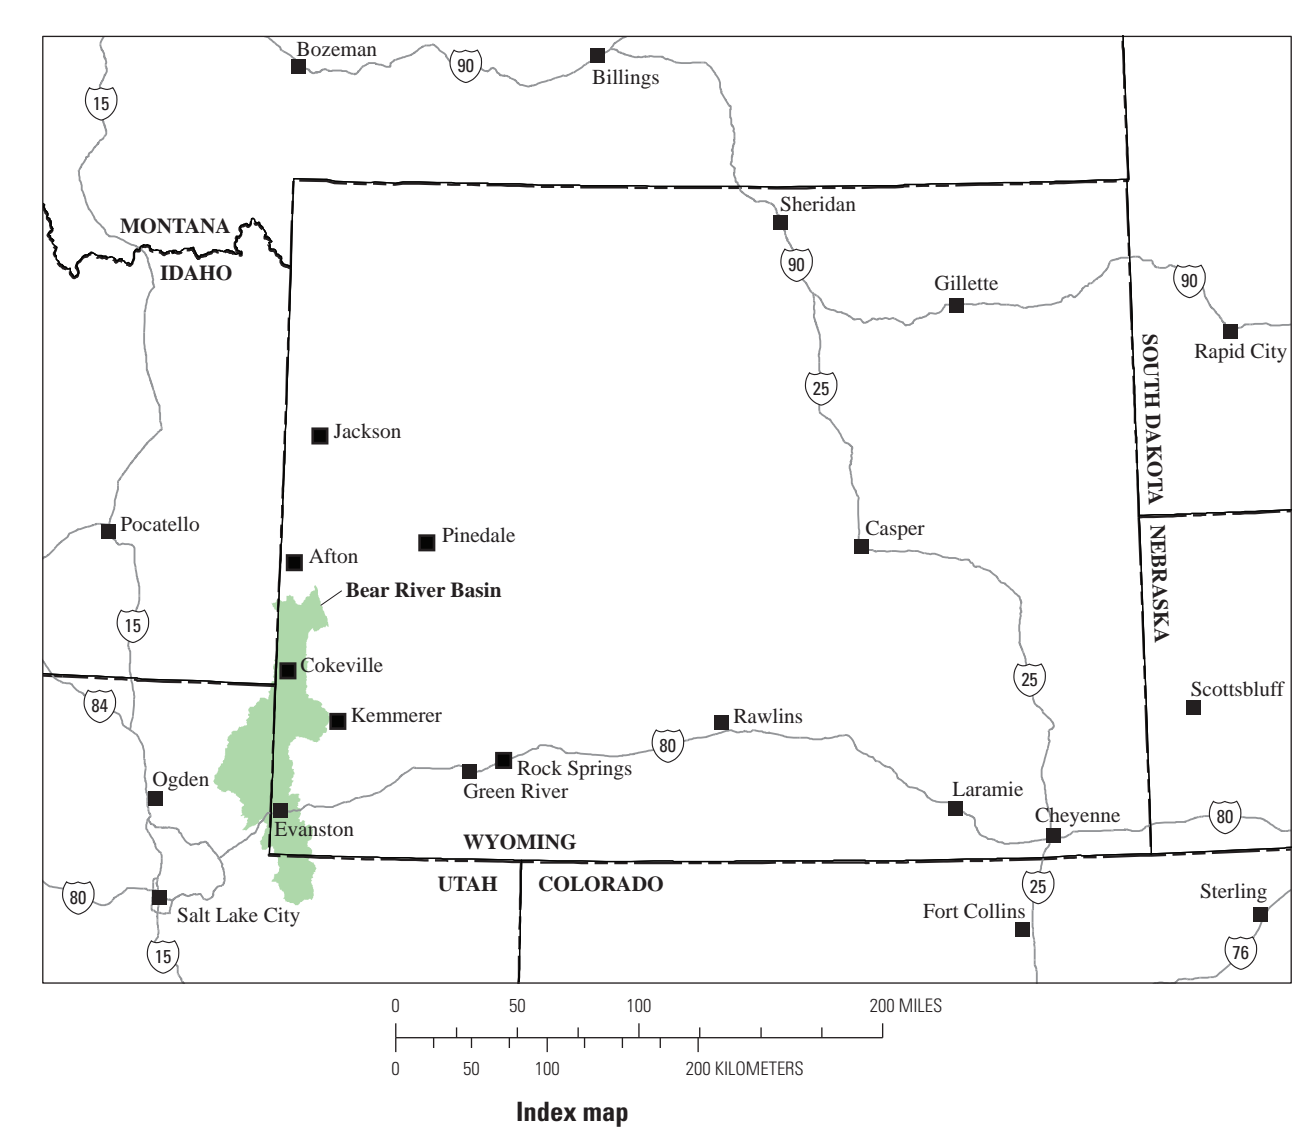 Bozeman
90
Billings
15
Sheridan
MONTANA
IDAHO
90
Gillette
90
Rapid City
SOUTH DAKOTA
25
Jackson
Pocatello
Pinedale
Casper
Afton
NEBRASKA
Bear River Basin
15
Cokeville
25
84
Scottsbluff
Kemmerer
Rawlins
80
Rock Springs
Ogden
Green River
Laramie
Evanston
Cheyenne
80
WYOMING
UTAH
COLORADO
80
25
Sterling
Salt Lake City
Fort Collins
15
76
0 50 100 200 MILES
0 50 100 200 KILOMETERS
Index map